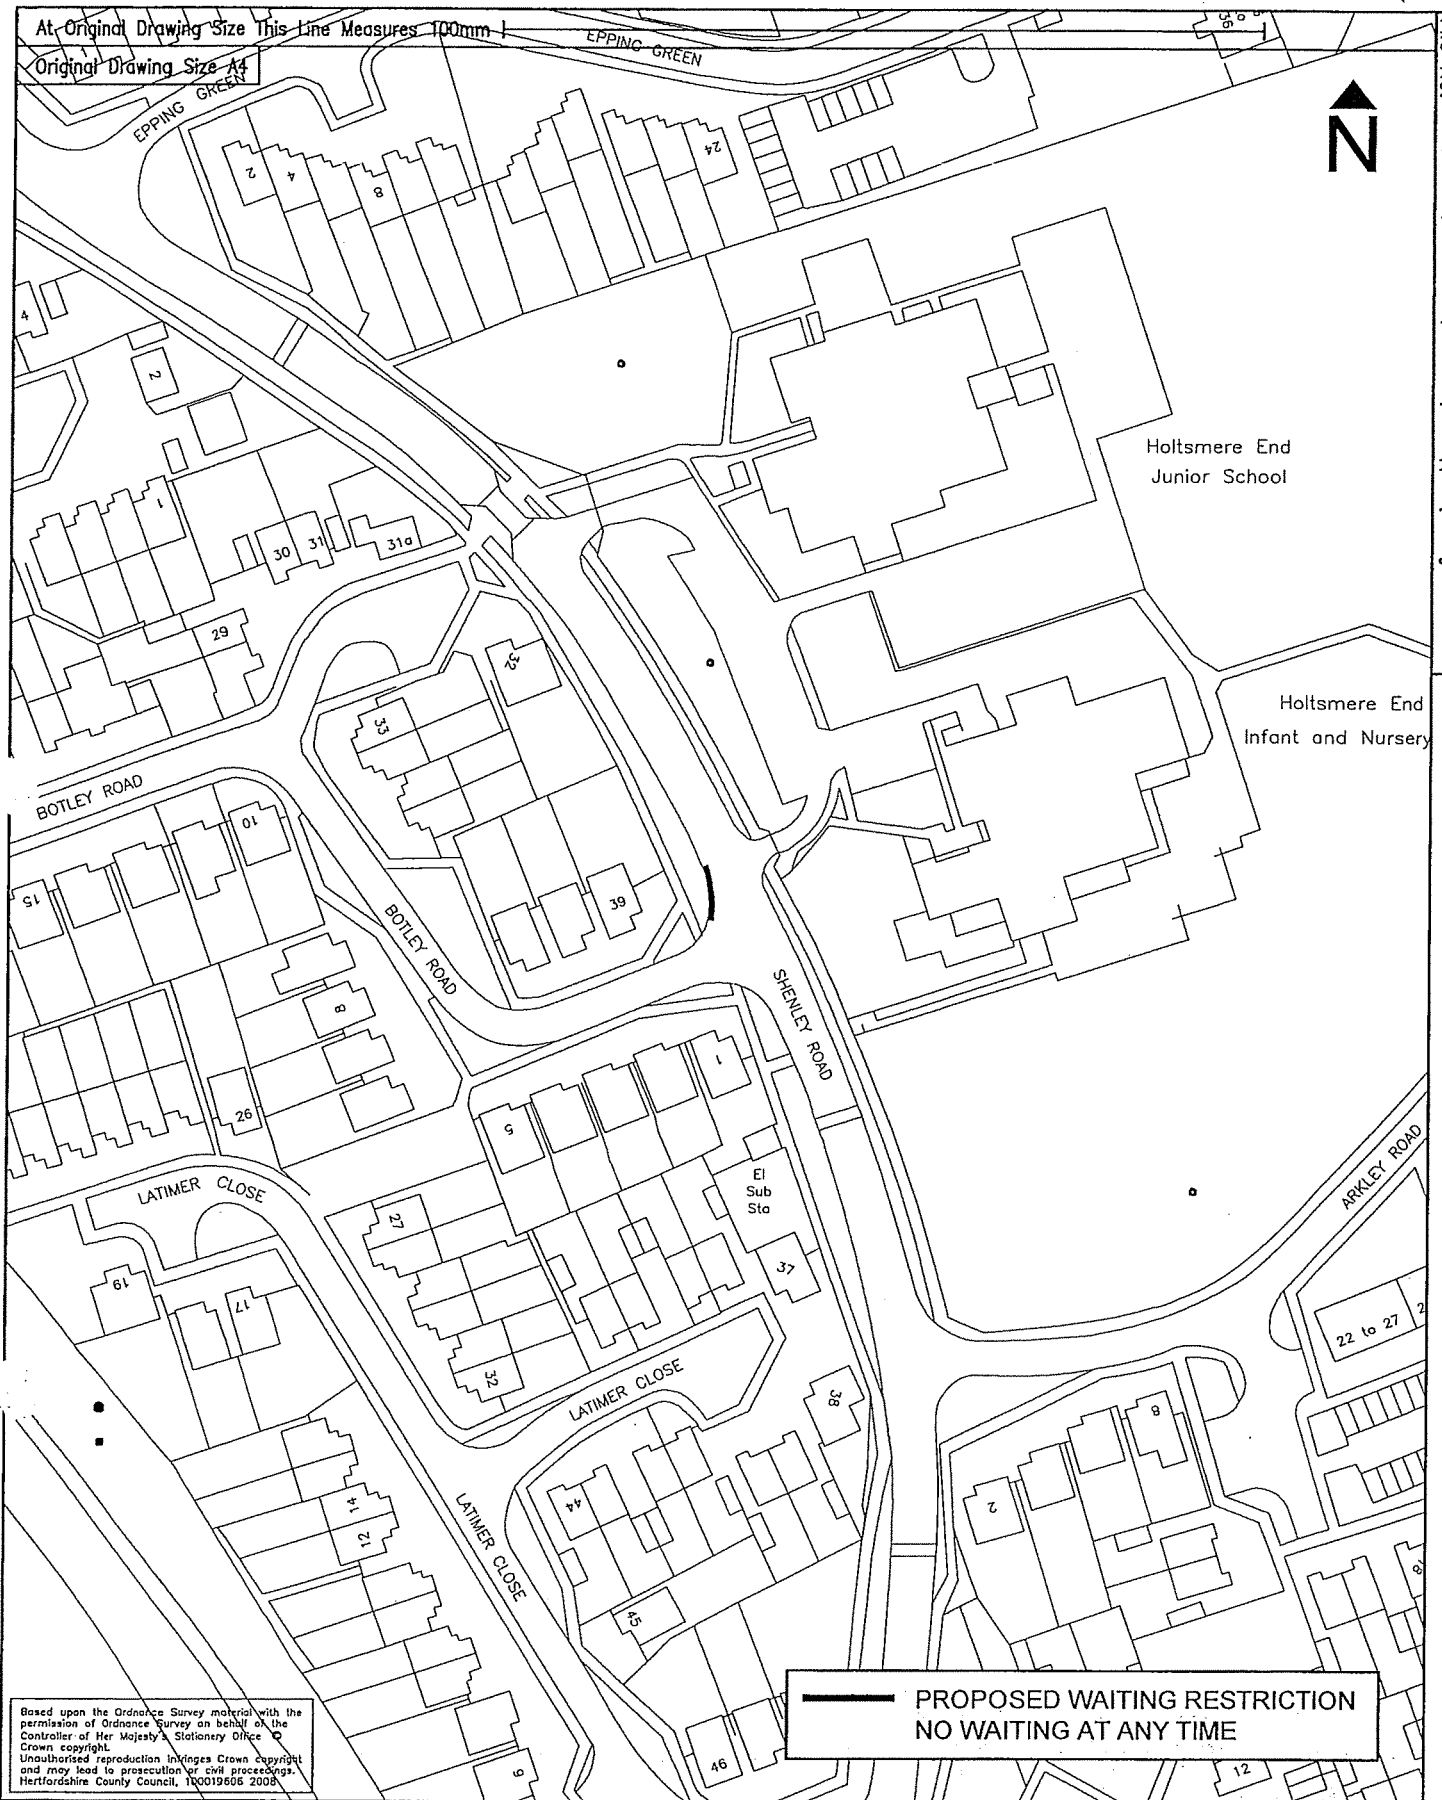 At Original Drawing Size This Line Measures 100mm
Original Drawing Size A4
EPPING GREEN
EPPING GREEN
36
N
2
4
8
24
4
2
1
30
31
31a
29
Holtsmere End
Junior School
Holtsmere End
Infant and Nursery
32
33
BOTLEY ROAD
10
15
39
BOTLEY ROAD
8
SHENLEY ROAD
1
5
26
El
Sub
Sta
ARKLEY ROAD
LATIMER CLOSE
27
37
19
17
22 to 27
2
32
LATIMER CLOSE
38
8
44
2
14
12
LATIMER CLOSE
45
18
46
9
12
PROPOSED WAITING RESTRICTION
NO WAITING AT ANY TIME
Based upon the Ordnance Survey material with the
permission of Ordnance Survey on behalf of the
Controller of Her Majesty's Stationery Office ©
Crown copyright.
Unauthorised reproduction infringes Crown copyright
and may lead to prosecution or civil proceedings.
Hertfordshire County Council, 100019606 2008